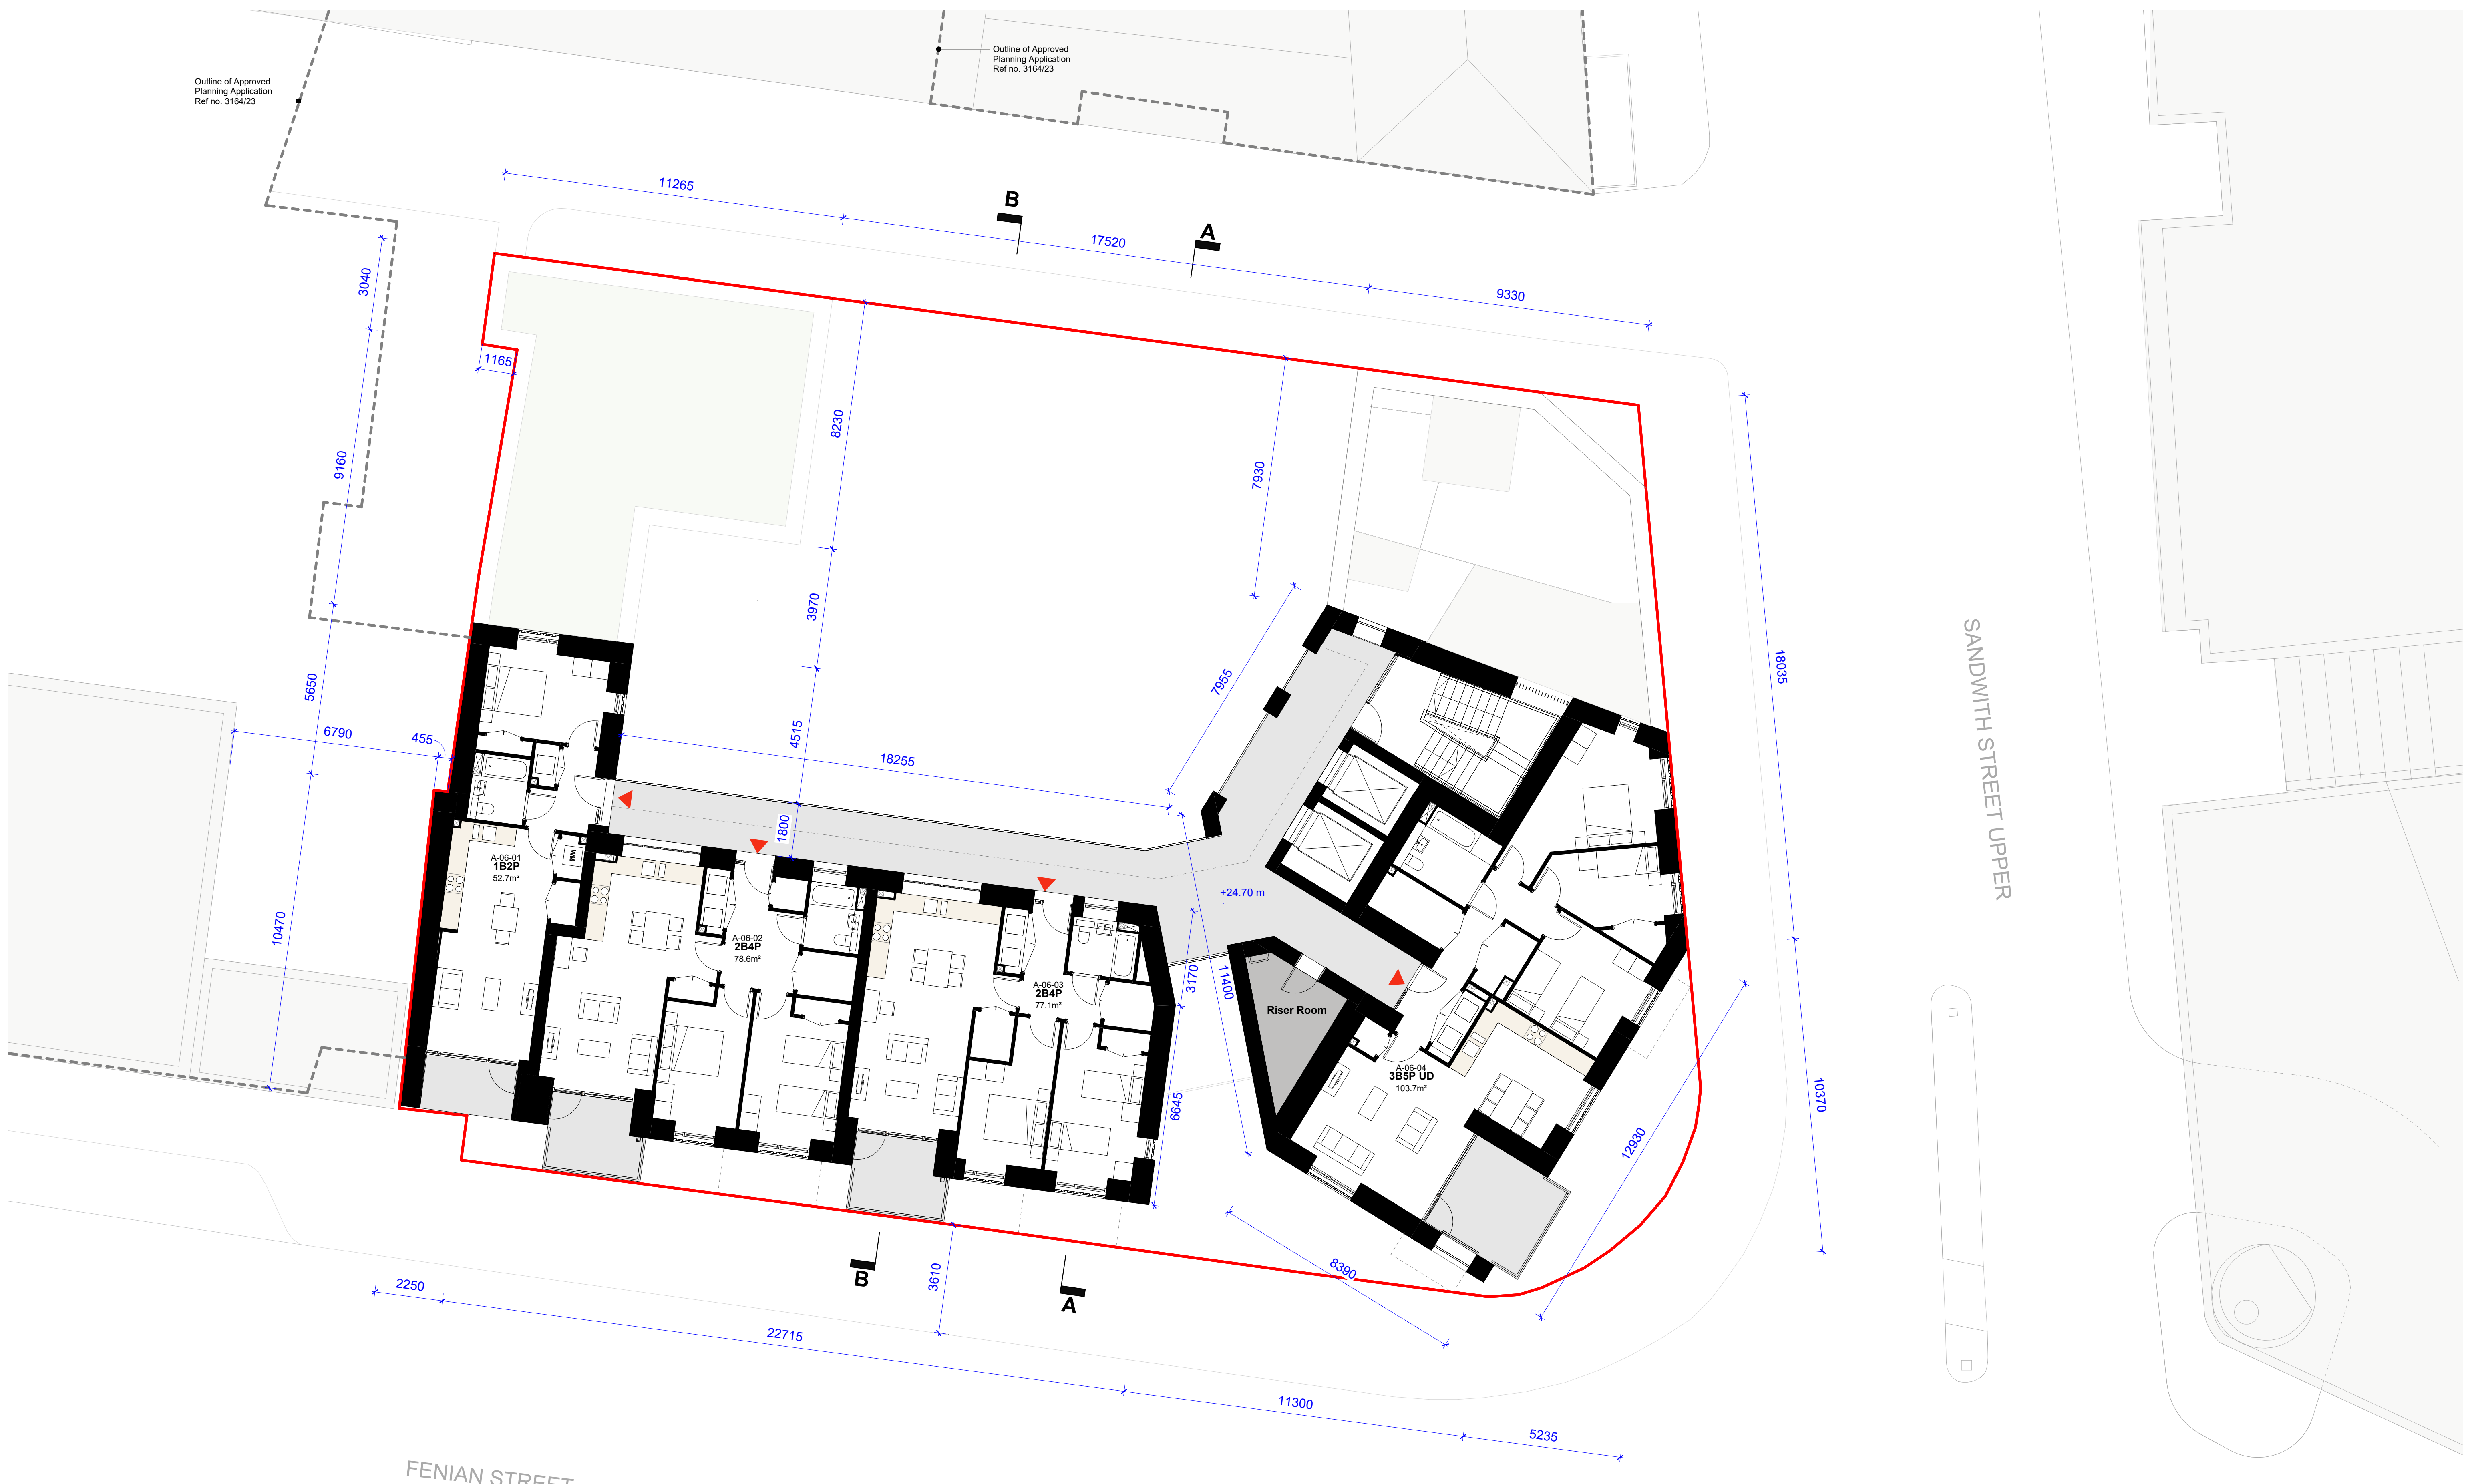 Outline of Approved
Planning Application
Ref no. 3164/23
Outline of Approved
Planning Application
Ref no. 3164/23
11265
B
17520
A
9330
3040
1165
9160
8230
7930
3970
7955
18035
5650
6790
455
4515
18255
1800
SANDWITH STREET UPPER
A-06-01
1B2P
52.7m²
WM
A-06-02
2B4P
78.6m²
A-06-03
2B4P
77.1m²
+24.70 m
3170
11400
Riser Room
A-06-04
3B5P UD
103.7m²
10470
6645
10370
12930
8390
3610
B
A
2250
22715
11300
5235
FENIAN STREET